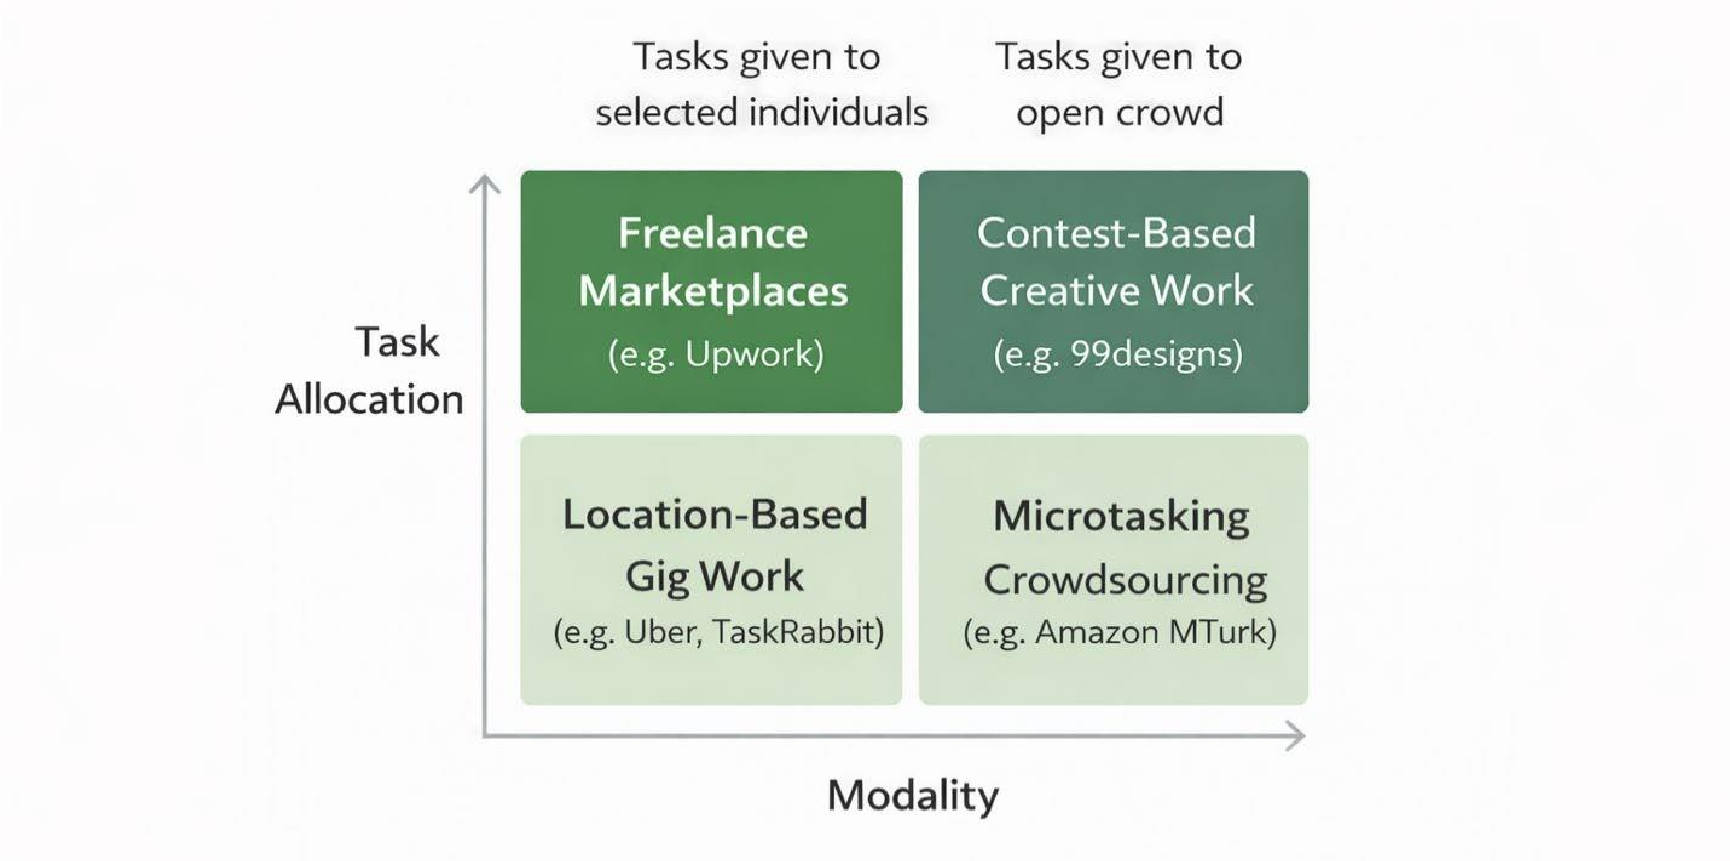 Tasks given to
selected individuals
Tasks given to
open crowd
Task
Allocation
Freelance
Marketplaces
(e.g. Upwork)
Contest-Based
Creative Work
(e.g. 99designs)
Location-Based
Gig Work
(e.g. Uber, TaskRabbit)
Microtasking
Crowdsourcing
(e.g. Amazon MTurk)
Modality